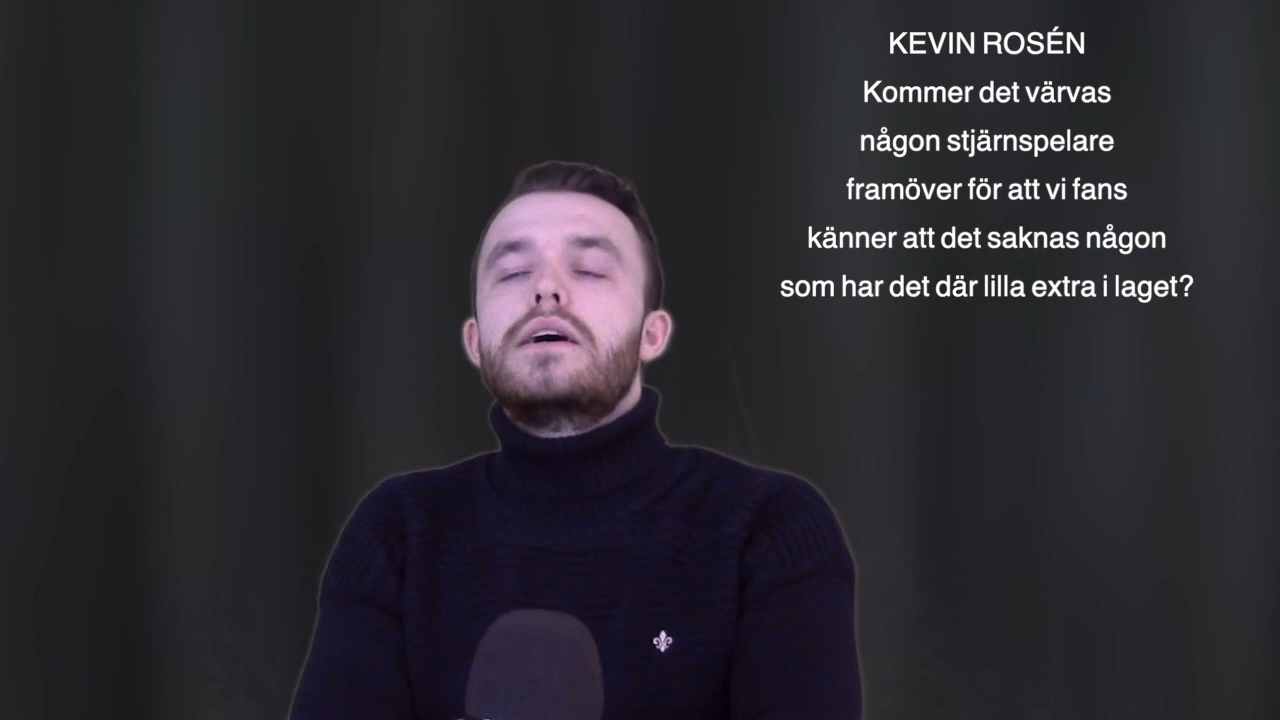 KEVIN ROSÉN
Kommer det värvas
någon stjärnspelare
framöver för att vi fans
känner att det saknas någon
som har det där lilla extra i laget?